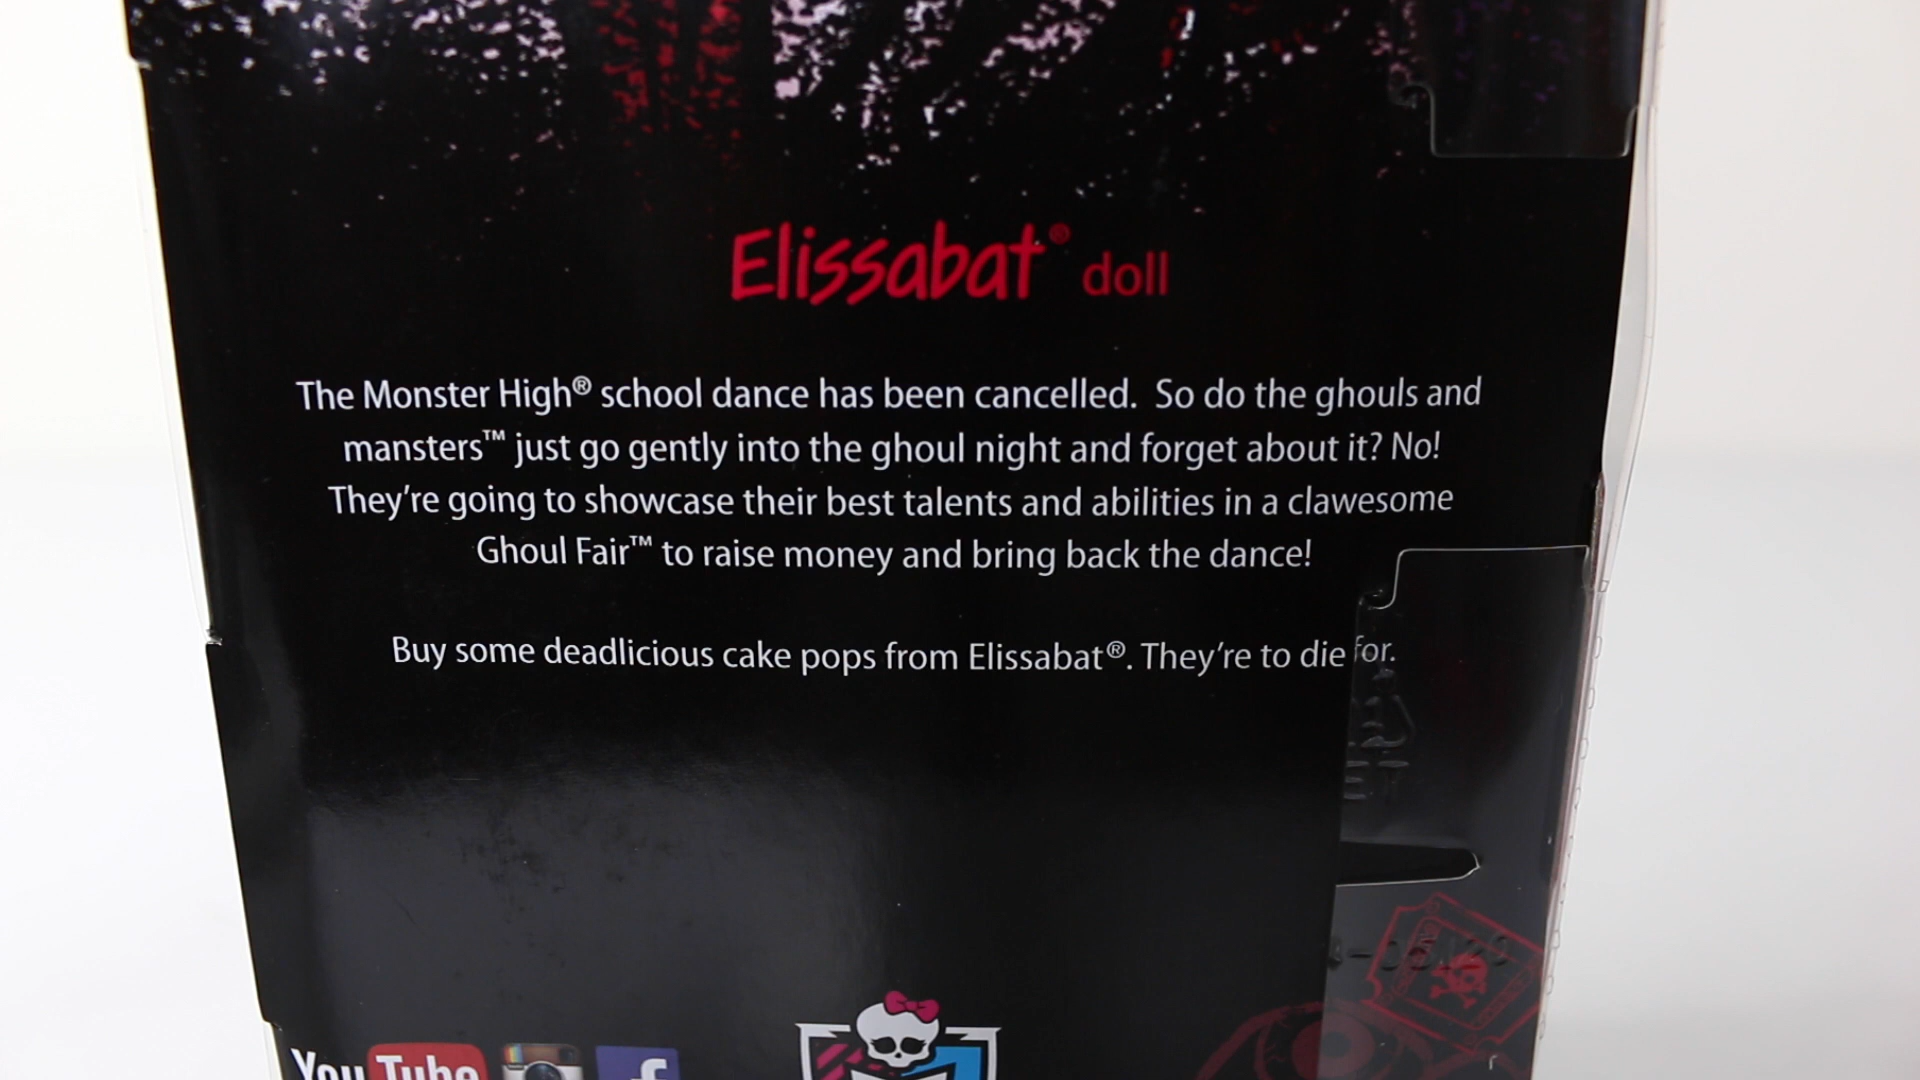 Elissabat® doll
The Monster High® school dance has been cancelled. So do the ghouls and
mansters™ just go gently into the ghoul night and forget about it? No!
They're going to showcase their best talents and abilities in a clawesome
Ghoul Fair™ to raise money and bring back the dance!
Buy some deadlicious cake pops from Elissabat®. They're to die for.
YouTube f